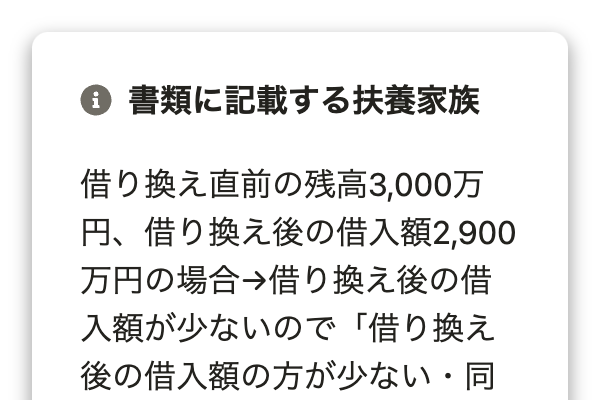 書類に記載する扶養家族
借り換え直前の残高3,000万
円、借り換え後の借入額2,900
万円の場合→借り換え後の借
入額が少ないので「借り換え
後の借入額の方が少ない・同